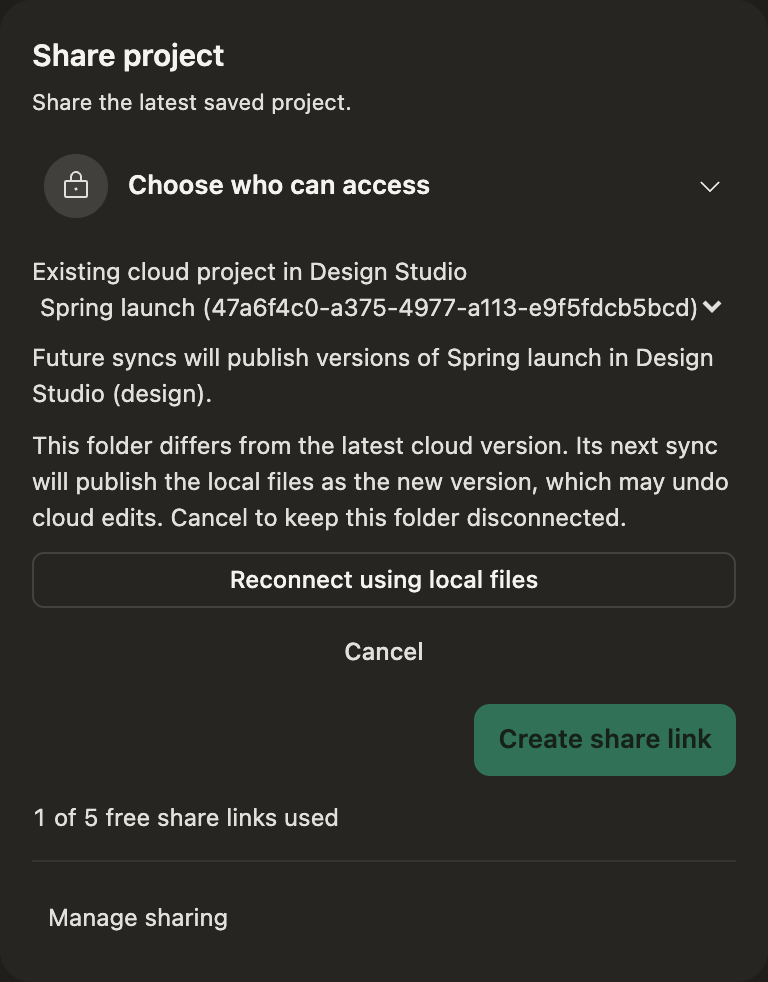 Share project
Share the latest saved project.
Choose who can access
Existing cloud project in Design Studio
Spring launch (47a6f4c0-a375-4977-a113-e9f5fdcb5bcd)
Future syncs will publish versions of Spring launch in Design
Studio (design).
This folder differs from the latest cloud version. Its next sync
will publish the local files as the new version, which may undo
cloud edits. Cancel to keep this folder disconnected.
Reconnect using local files
Cancel
Create share link
1 of 5 free share links used
Manage sharing